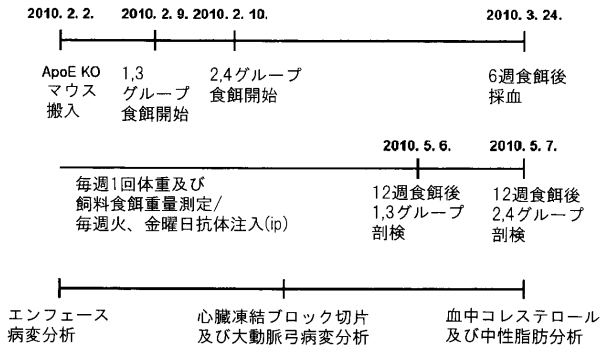 2010. 2. 2.
2010. 2. 9.
2010. 2. 10.
2010. 3. 24.
ApoE KO
マウス
搬入
1,3
グループ
食餌開始
2,4グループ
食餌開始
6週食餌後
採血
2010. 5. 6.
2010. 5. 7.
毎週1回体重及び
飼料食餌重量測定/
毎週火、金曜日抗体注入(ip)
12週食餌後
1,3グループ
剖検
12週食餌後
2,4グループ
剖検
エンフェース
病変分析
心臓凍結ブロック切片
及び大動脈弓病変分析
血中コレステロール
及び中性脂肪分析